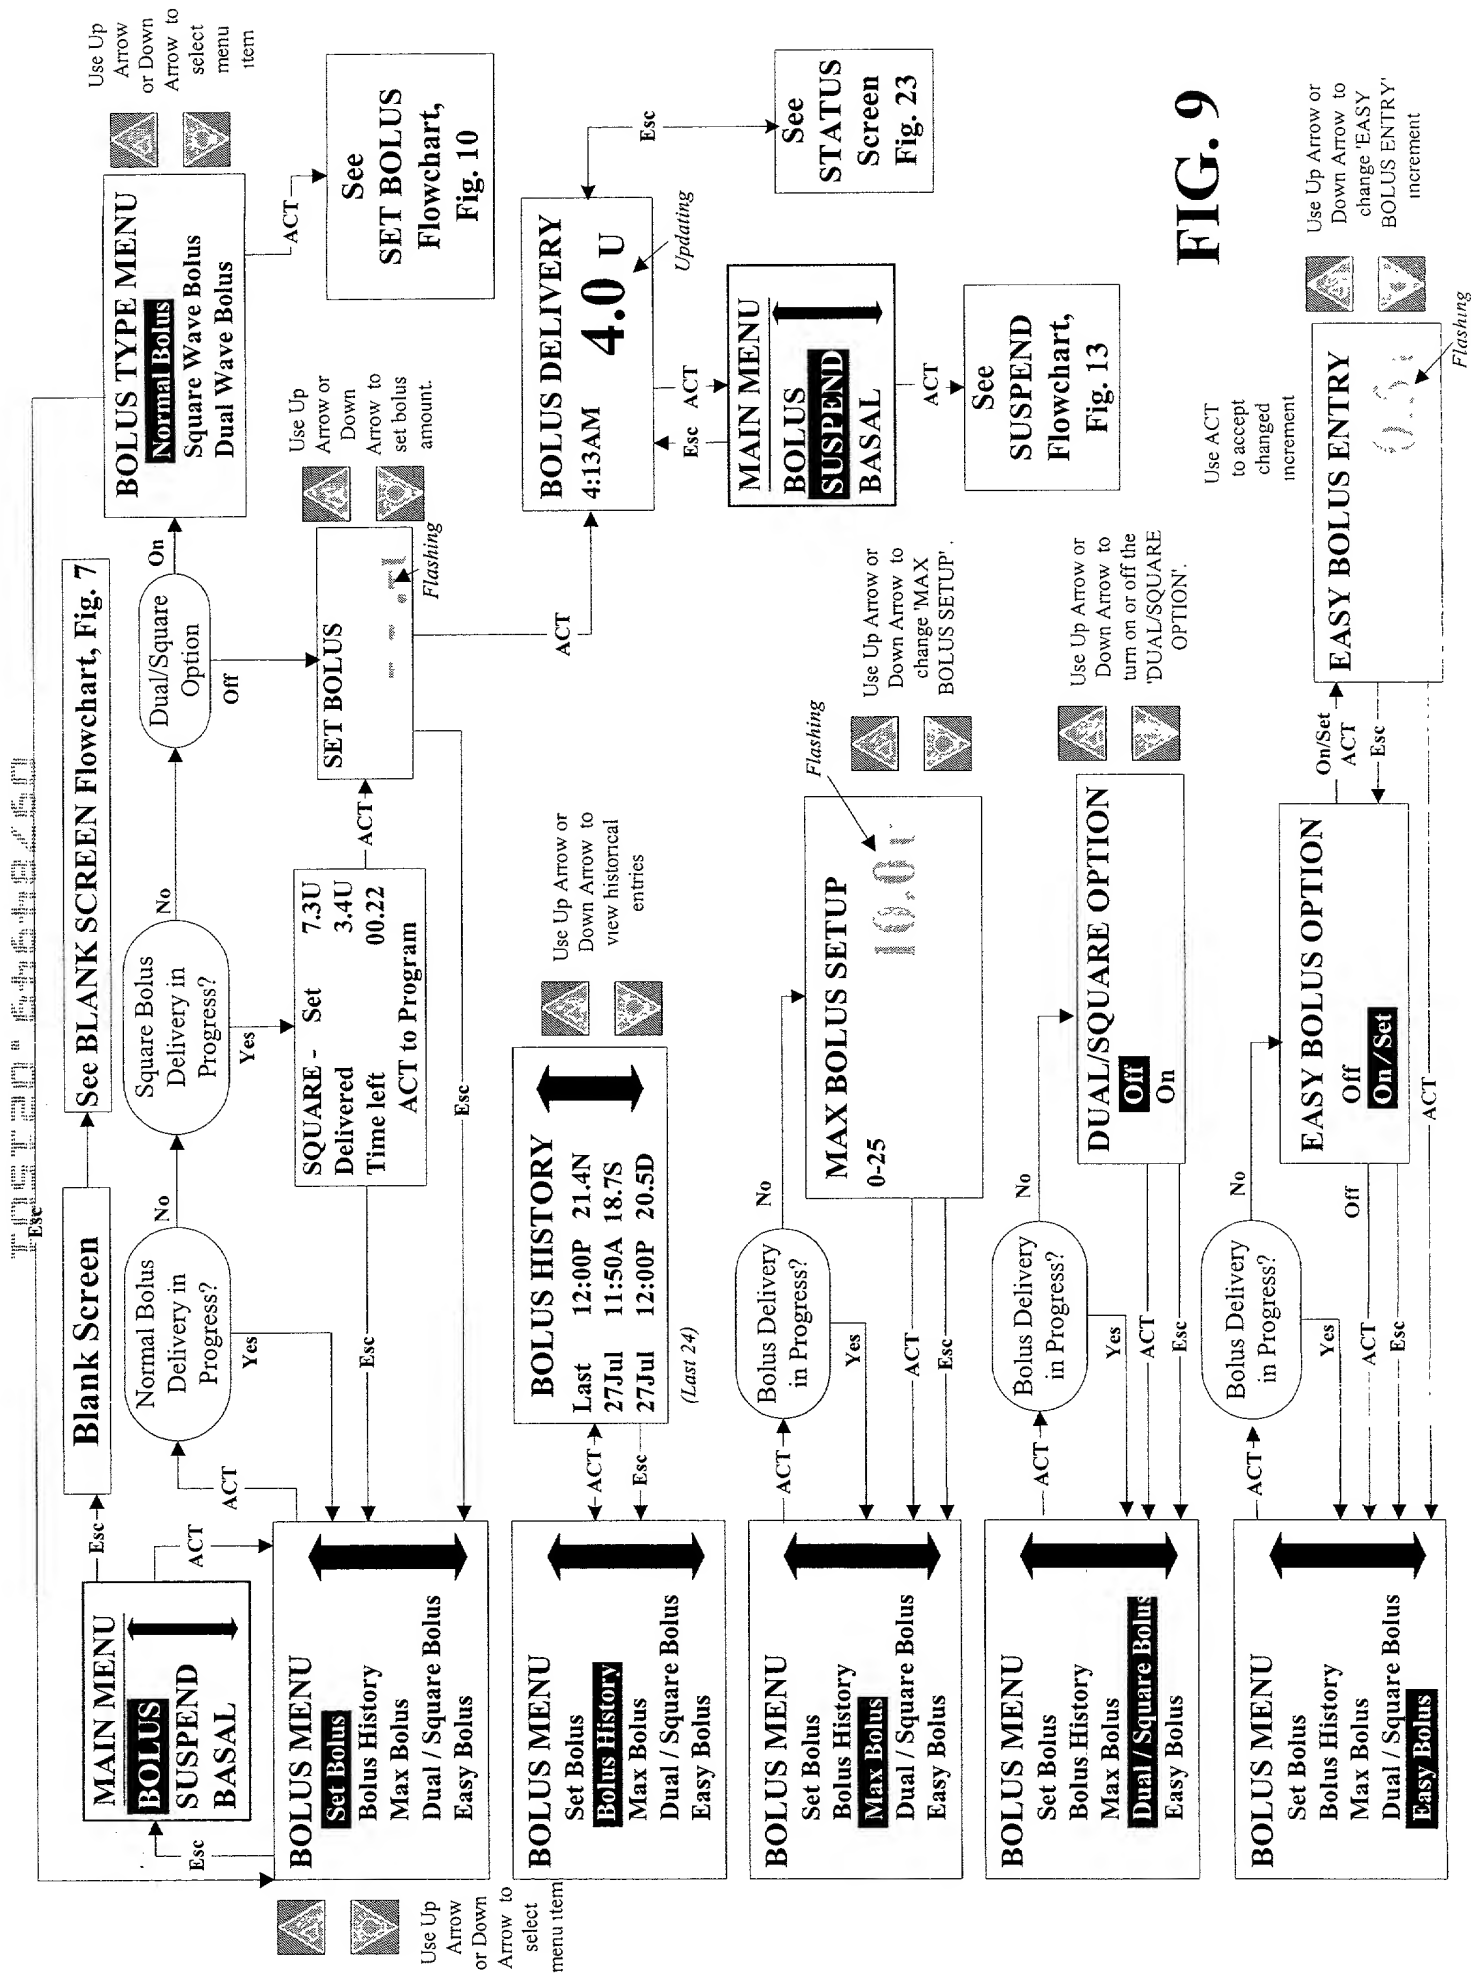 MAIN MENU
BOLUS
SUSPEND
BASAL
Esc
Blank Screen
See BLANK SCREEN Flowchart, Fig. 7
Esc
ACT
Esc
Use Up
Arrow
or Down
Arrow to
select
menu item
BOLUS MENU
Set Bolus
Bolus History
Max Bolus
Dual / Square Bolus
Easy Bolus
ACT
Normal Bolus
Delivery in
Progress?
Yes
No
Square Bolus
Delivery in
Progress?
Yes
No
Dual/Square
Option
Off
On
BOLUS TYPE MENU
Normal Bolus
Square Wave Bolus
Dual Wave Bolus
Use Up
Arrow
or Down
Arrow to
select
menu
item
Esc
ACT
See
SET BOLUS
Flowchart,
Fig. 10
SQUARE - Set 7.3U
Delivered 3.4U
Time left 00.22
ACT to Program
Esc
ACT
SET BOLUS
Flashing
Use Up
Arrow or
Down
Arrow to
set bolus
amount.
Esc
ACT
BOLUS DELIVERY
4:13AM 4.0 U
Updating
Esc
See
STATUS
Screen
Fig. 23
Esc
ACT
MAIN MENU
BOLUS
SUSPEND
BASAL
ACT
See
SUSPEND
Flowchart,
Fig. 13
BOLUS MENU
Set Bolus
Bolus History
Max Bolus
Dual / Square Bolus
Easy Bolus
ACT
Esc
BOLUS HISTORY
Last 12:00P 21.4N
27Jul 11:50A 18.7S
27Jul 12:00P 20.5D
(Last 24)
Use Up Arrow or
Down Arrow to
view historical
entries
BOLUS MENU
Set Bolus
Bolus History
Max Bolus
Dual / Square Bolus
Easy Bolus
ACT
Bolus Delivery
in Progress?
Yes
No
ACT
Esc
MAX BOLUS SETUP
0-25
Flashing
Use Up Arrow or
Down Arrow to
change 'MAX
BOLUS SETUP'.
BOLUS MENU
Set Bolus
Bolus History
Max Bolus
Dual / Square Bolus
Easy Bolus
ACT
Bolus Delivery
in Progress?
Yes
No
ACT
Esc
DUAL/SQUARE OPTION
Off
On
Use Up Arrow or
Down Arrow to
turn on or off the
'DUAL/SQUARE
OPTION'.
BOLUS MENU
Set Bolus
Bolus History
Max Bolus
Dual / Square Bolus
Easy Bolus
ACT
Bolus Delivery
in Progress?
Yes
No
Off
ACT
Esc
EASY BOLUS OPTION
Off
On / Set
On/Set
ACT
Esc
ACT
EASY BOLUS ENTRY
Flashing
Use ACT
to accept
changed
increment
Use Up Arrow or
Down Arrow to
change 'EASY
BOLUS ENTRY'
increment
FIG. 9